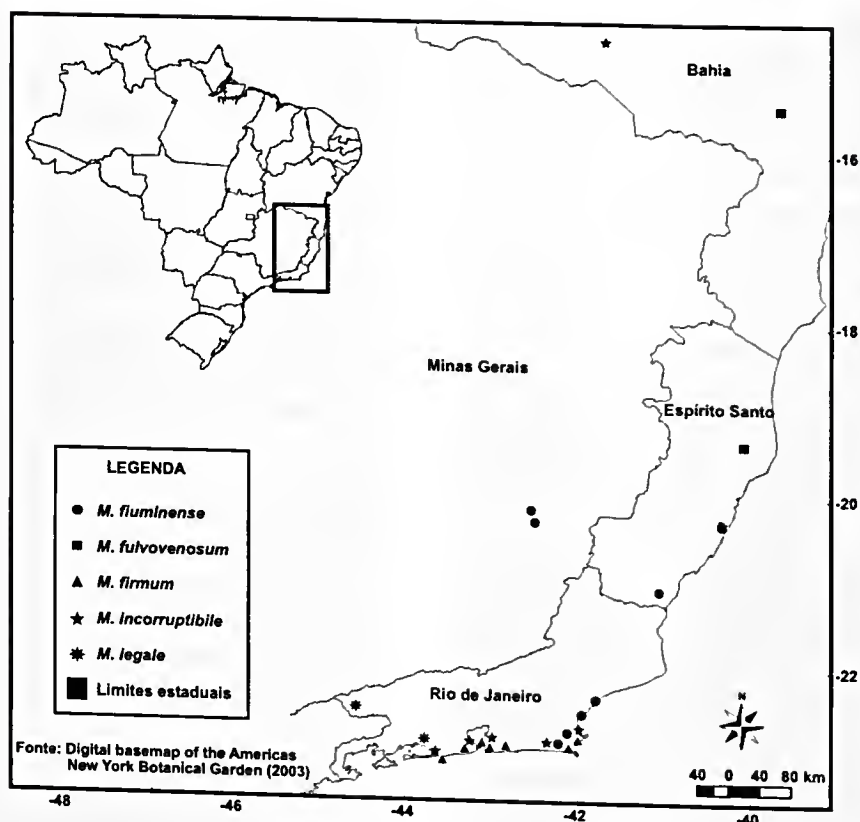 Bahia
-16
-18
Minas Gerais
Espírito Santo
LEGENDA
M. fluminense
M. fulvovenosum
M. firmum
M. incorruptibile
M. legale
Limites estaduais
-20
-22
Rio de Janeiro
N
Fonte: Digital basemap of the Americas
New York Botanical Garden (2003)
40 0 40 80 km
-48 -46 -44 -42 -40